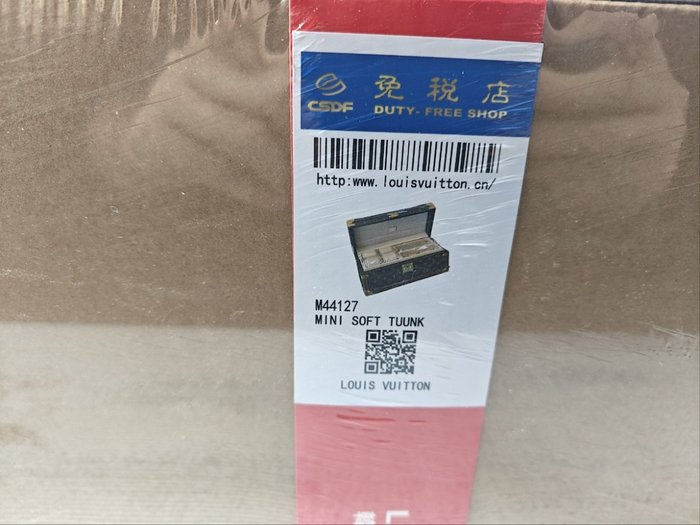 免税店
CSDF DUTY-FREE SHOP
http:www.louisvuitton.cn/
M44127
MINI SOFT TUUNK
LOUIS VUITTON